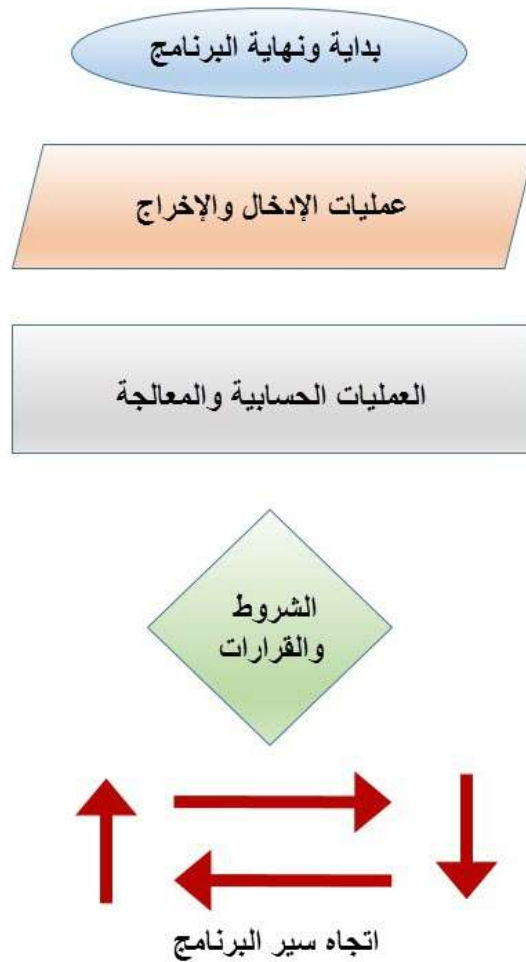 بداية ونهاية البرنامج
عمليات الإدخال والإخراج
العمليات الحسابية والمعالجة
الشروط
والقرارات
اتجاه سير البرنامج